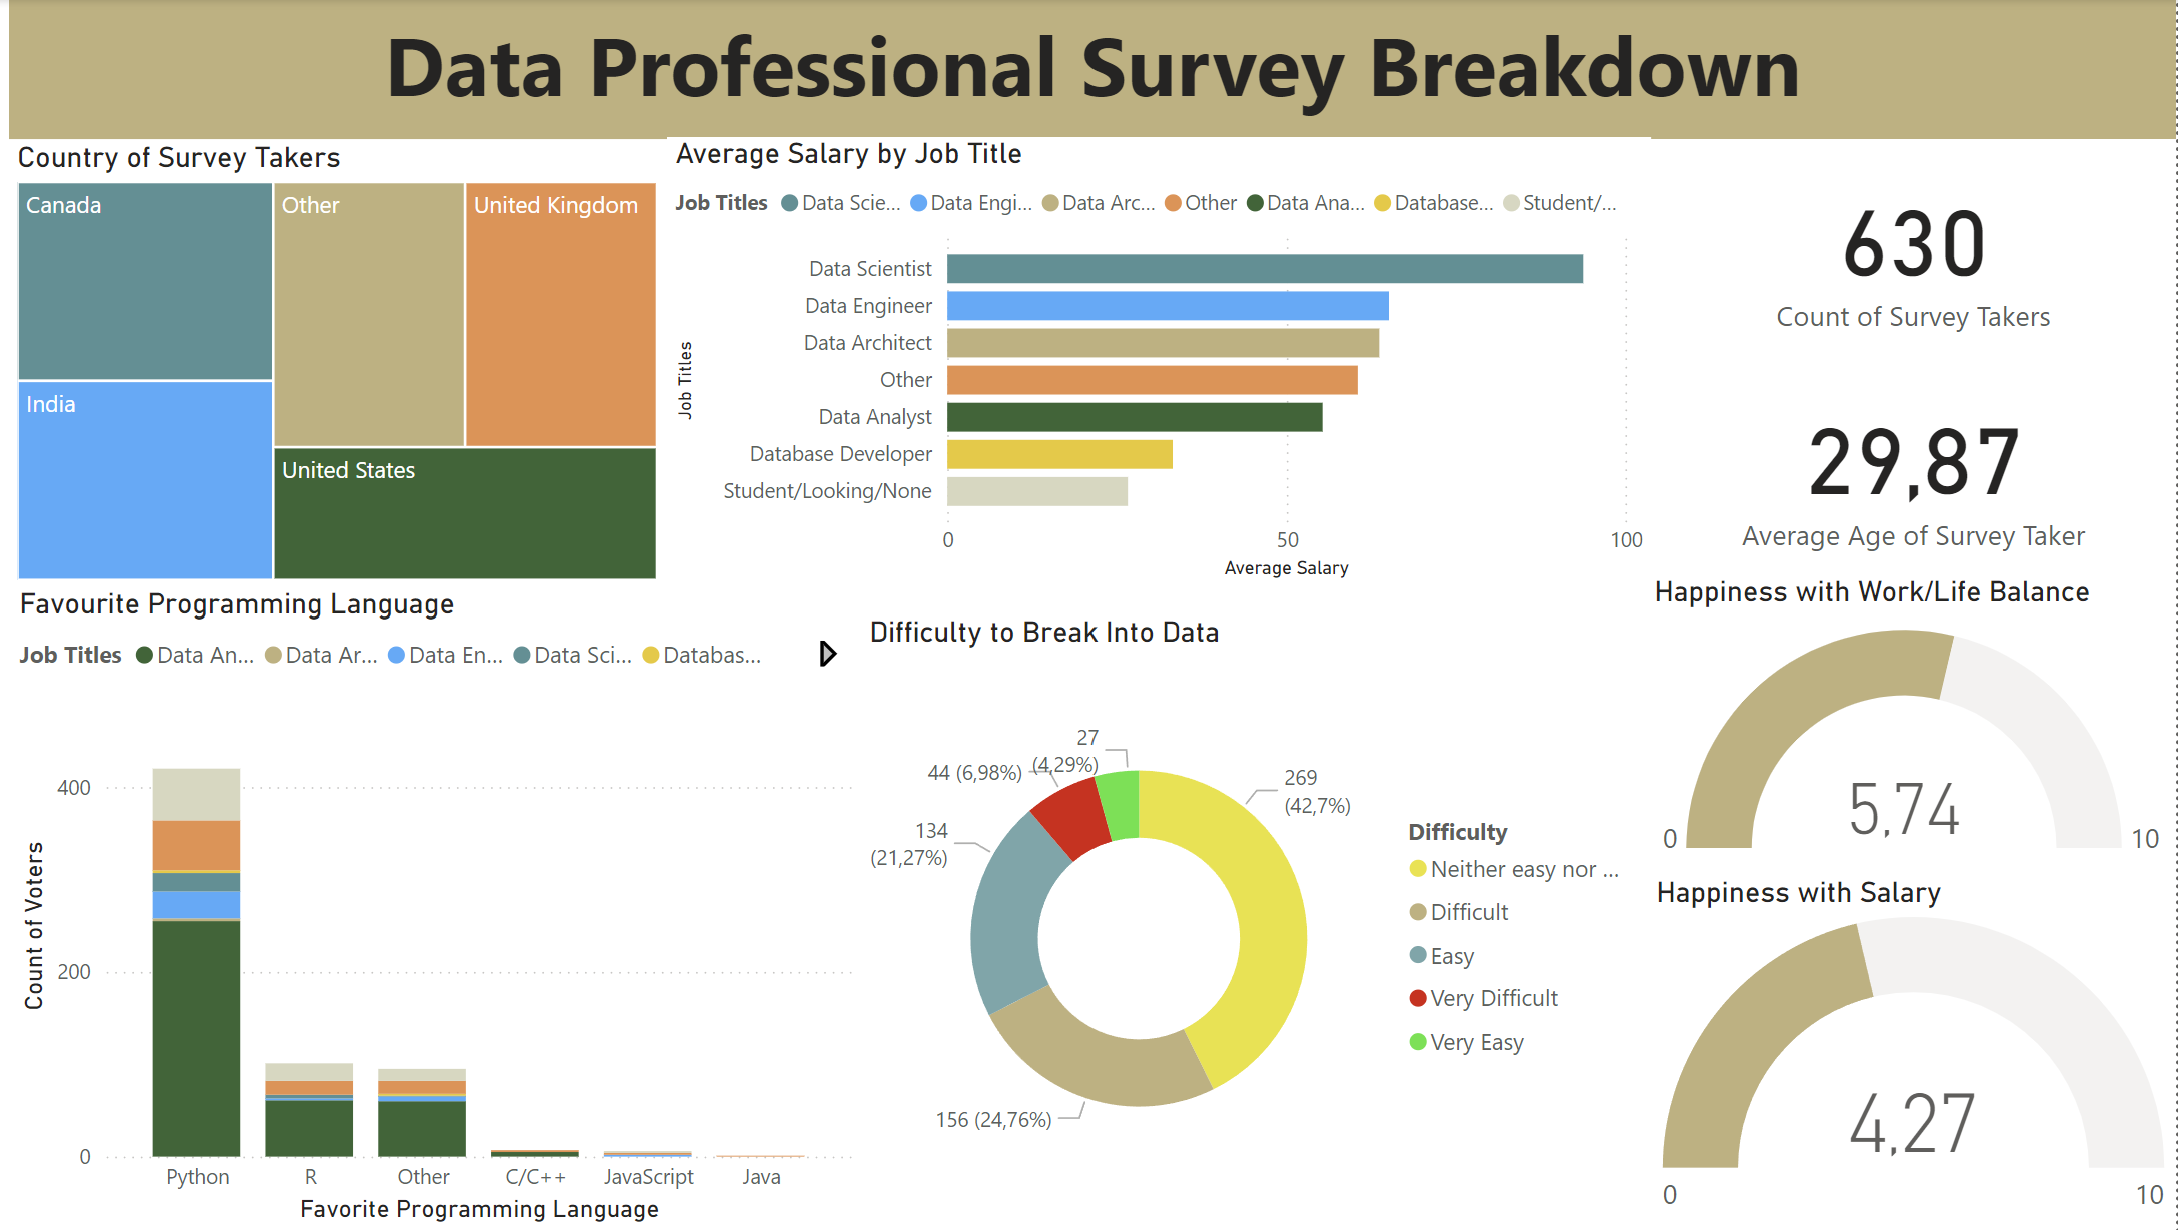 Data Professional Survey Breakdown
Country of Survey Takers
Canada
Other
United Kingdom
India
United States
Average Salary by Job Title
Job Titles Data Scie... Data Engi... Data Arc... Other Data Ana... Database... Student/...
Job Titles
Data Scientist
Data Engineer
Data Architect
Other
Data Analyst
Database Developer
Student/Looking/None
0 50 100
Average Salary
630
Count of Survey Takers
29,87
Average Age of Survey Taker
Favourite Programming Language
Job Titles Data An... Data Ar... Data En... Data Sci... Databas...
Count of Voters
400
200
0
Python R Other C/C++ JavaScript Java
Favorite Programming Language
Difficulty to Break Into Data
27
(4,29%)
44 (6,98%)
269
(42,7%)
134
(21,27%)
156 (24,76%)
Difficulty
Neither easy nor ...
Difficult
Easy
Very Difficult
Very Easy
Happiness with Work/Life Balance
5,74
0 10
Happiness with Salary
4,27
0 10